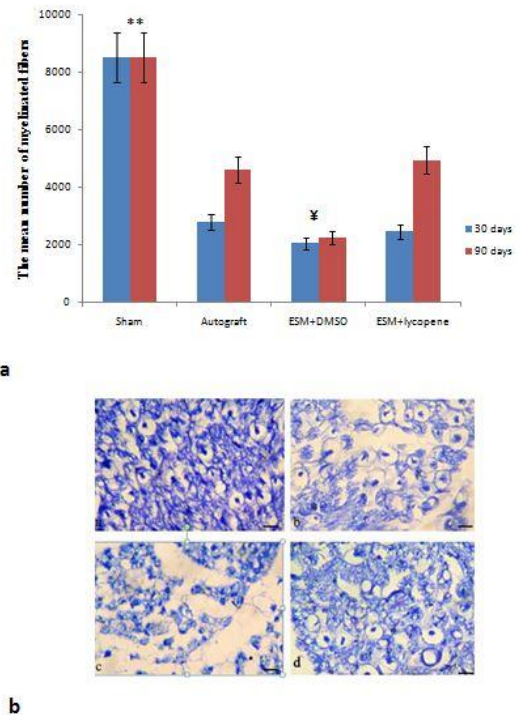 10000
**
8000
6000
4000
2000
0
The mean number of myelinated fibers
¥
30 days
90 days
Sham Autograft ESM+DMSO ESM+lycopene
a
b
c d
b